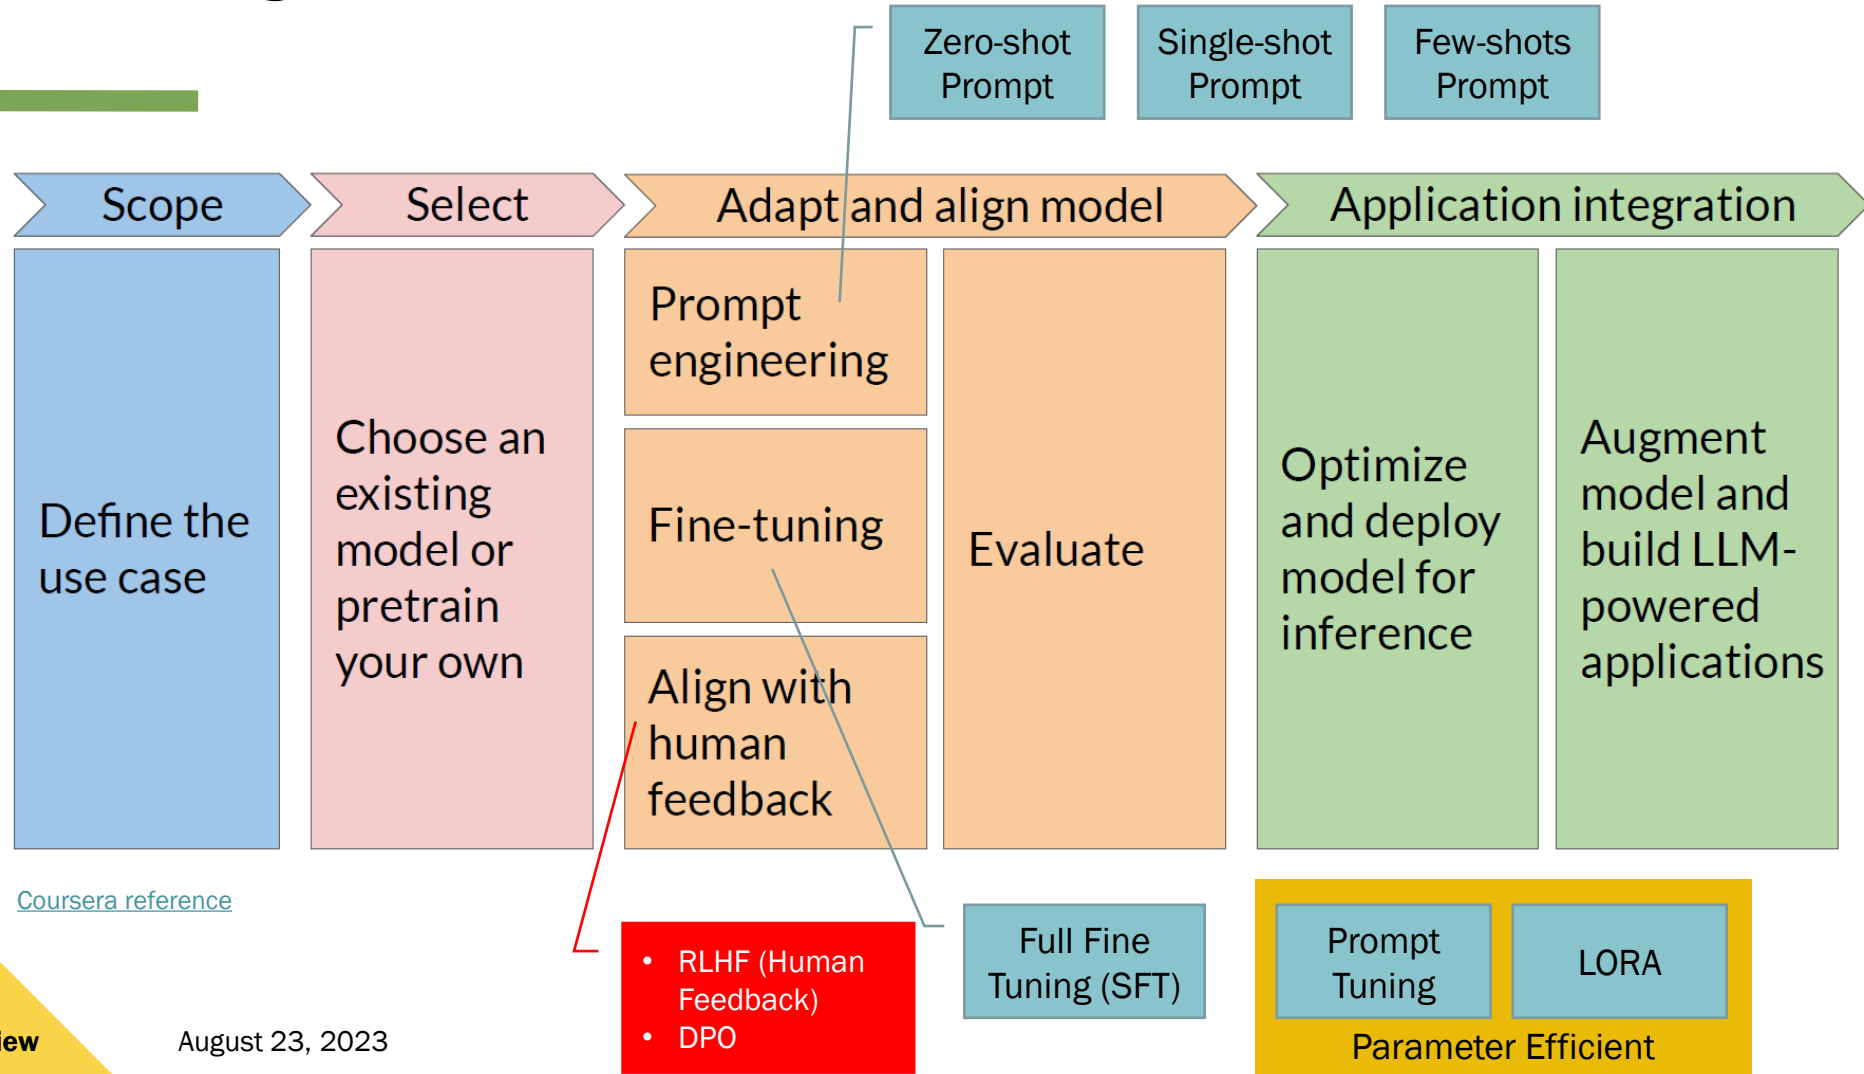 Zero-shot
Prompt
Single-shot
Prompt
Few-shots
Prompt
Scope
Select
Adapt and align model
Application integration
Define the
use case
Choose an
existing
model or
pretrain
your own
Prompt
engineering
Fine-tuning
Align with
human
feedback
Evaluate
Optimize
and deploy
model for
inference
Augment
model and
build LLM-
powered
applications
Coursera reference
• RLHF (Human
Feedback)
• DPO
Full Fine
Tuning (SFT)
Prompt
Tuning
LORA
Parameter Efficient
iew
August 23, 2023